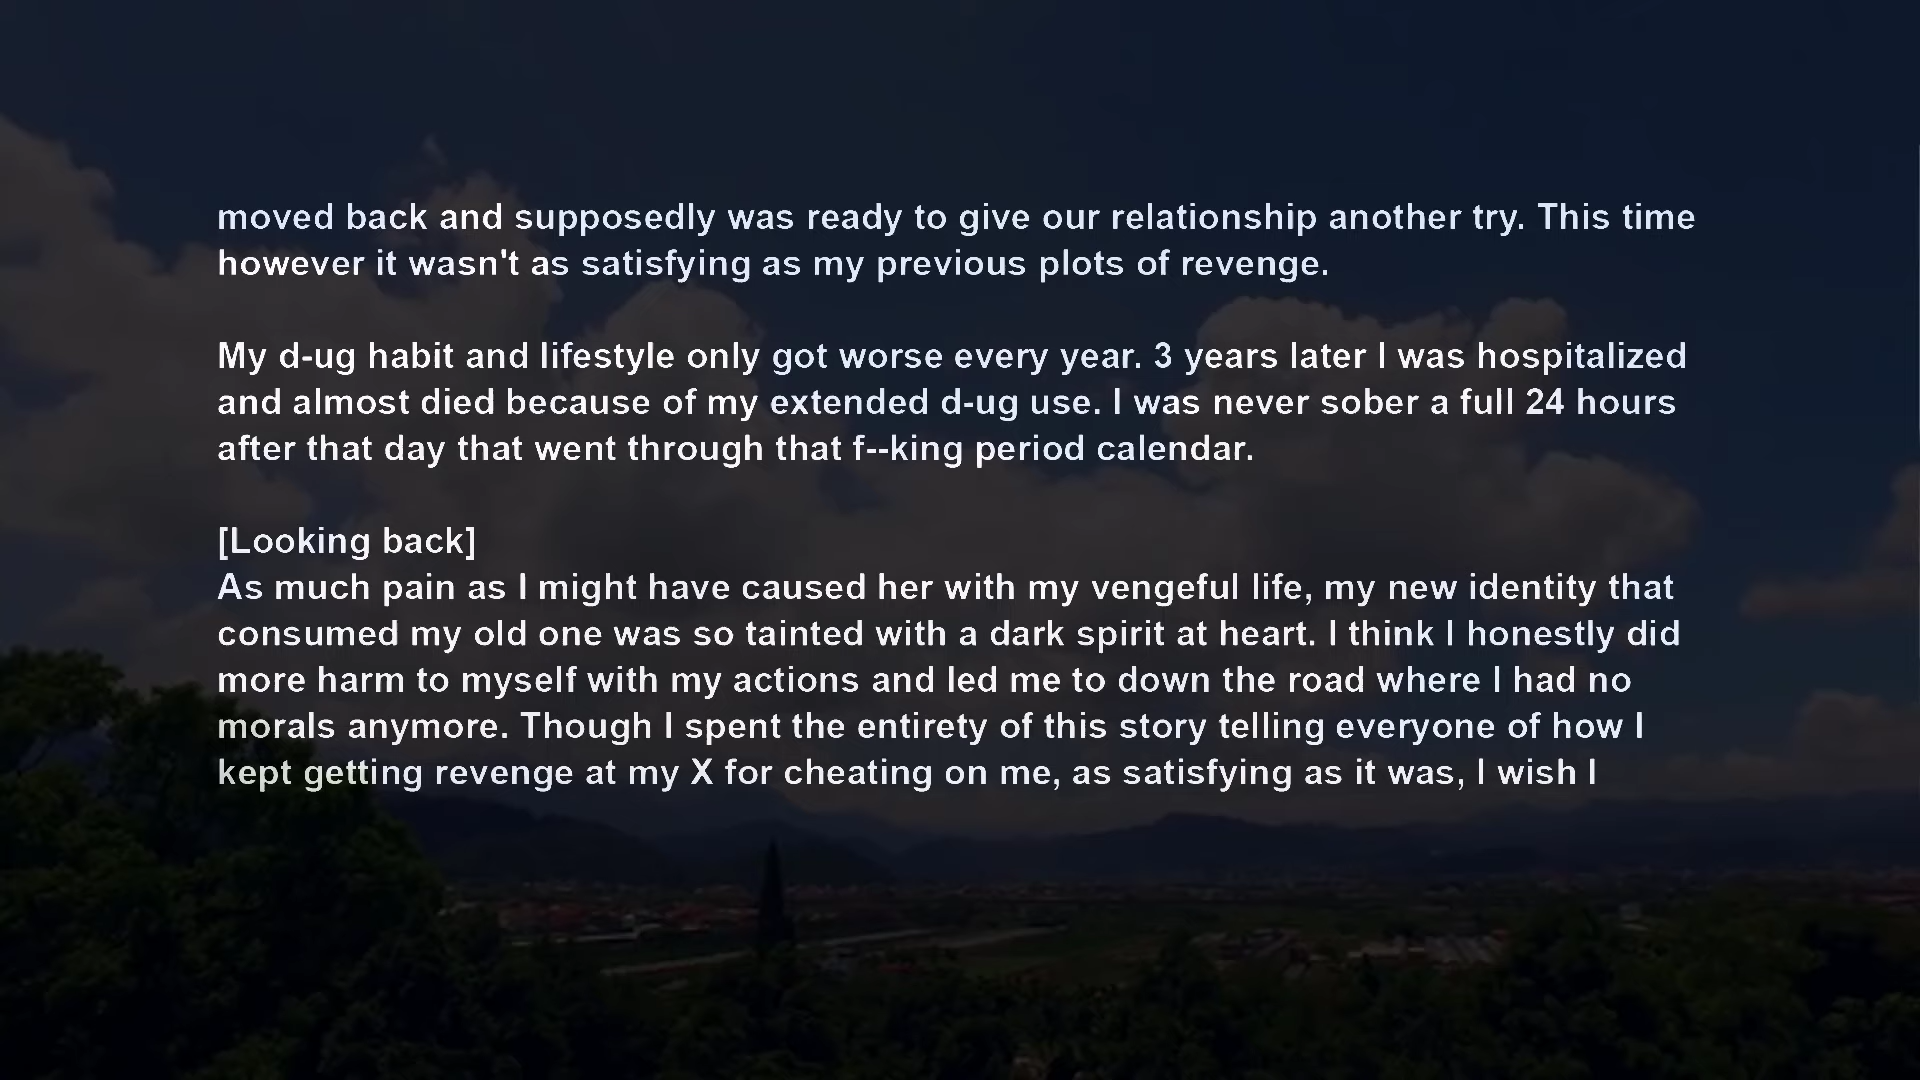 moved back and supposedly was ready to give our relationship another try. This time
however it wasn't as satisfying as my previous plots of revenge.
My d-ug habit and lifestyle only got worse every year. 3 years later I was hospitalized
and almost died because of my extended d-ug use. I was never sober a full 24 hours
after that day that went through that f--king period calendar.
[Looking back]
As much pain as I might have caused her with my vengeful life, my new identity that
consumed my old one was so tainted with a dark spirit at heart. I think I honestly did
more harm to myself with my actions and led me to down the road where I had no
morals anymore. Though I spent the entirety of this story telling everyone of how I
kept getting revenge at my X for cheating on me, as satisfying as it was, I wish I